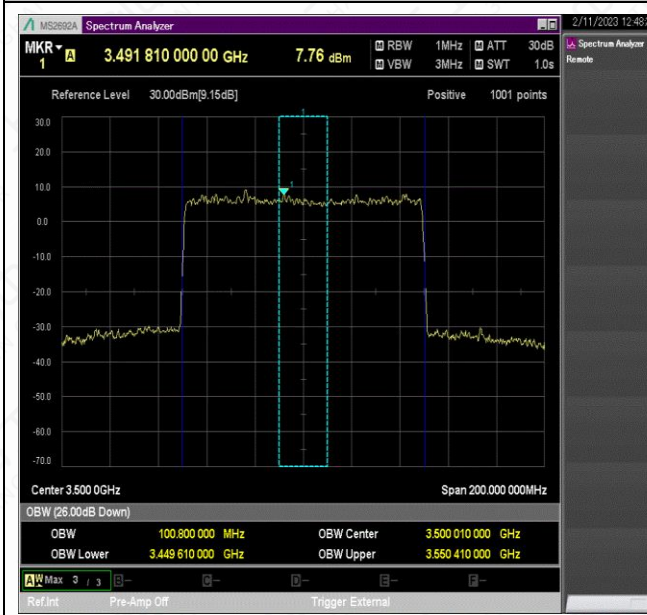 MS2692A Spectrum Analyzer
2/11/2023 12:48:
MKR 1 A 3.491 810 000 00 GHz 7.76 dBm
RBW 1MHz ATT 30dB
VBW 3MHz SWT 1.0s
Spectrum Analyzer
Remote
Reference Level 30.00dBm[9.15dB] Positive 1001 points
30.0
20.0
10.0
0.0
-10.0
-20.0
-30.0
-40.0
-50.0
-60.0
-70.0
1
1
Center 3.500 0GHz Span 200.000 000MHz
OBW (26.00dB Down)
OBW 100.800 000 MHz OBW Center 3.500 010 000 GHz
OBW Lower 3.449 610 000 GHz OBW Upper 3.550 410 000 GHz
A W Max 3 / 3 B- C- D- E- F-
Ref.Int Pre-Amp Off Trigger External